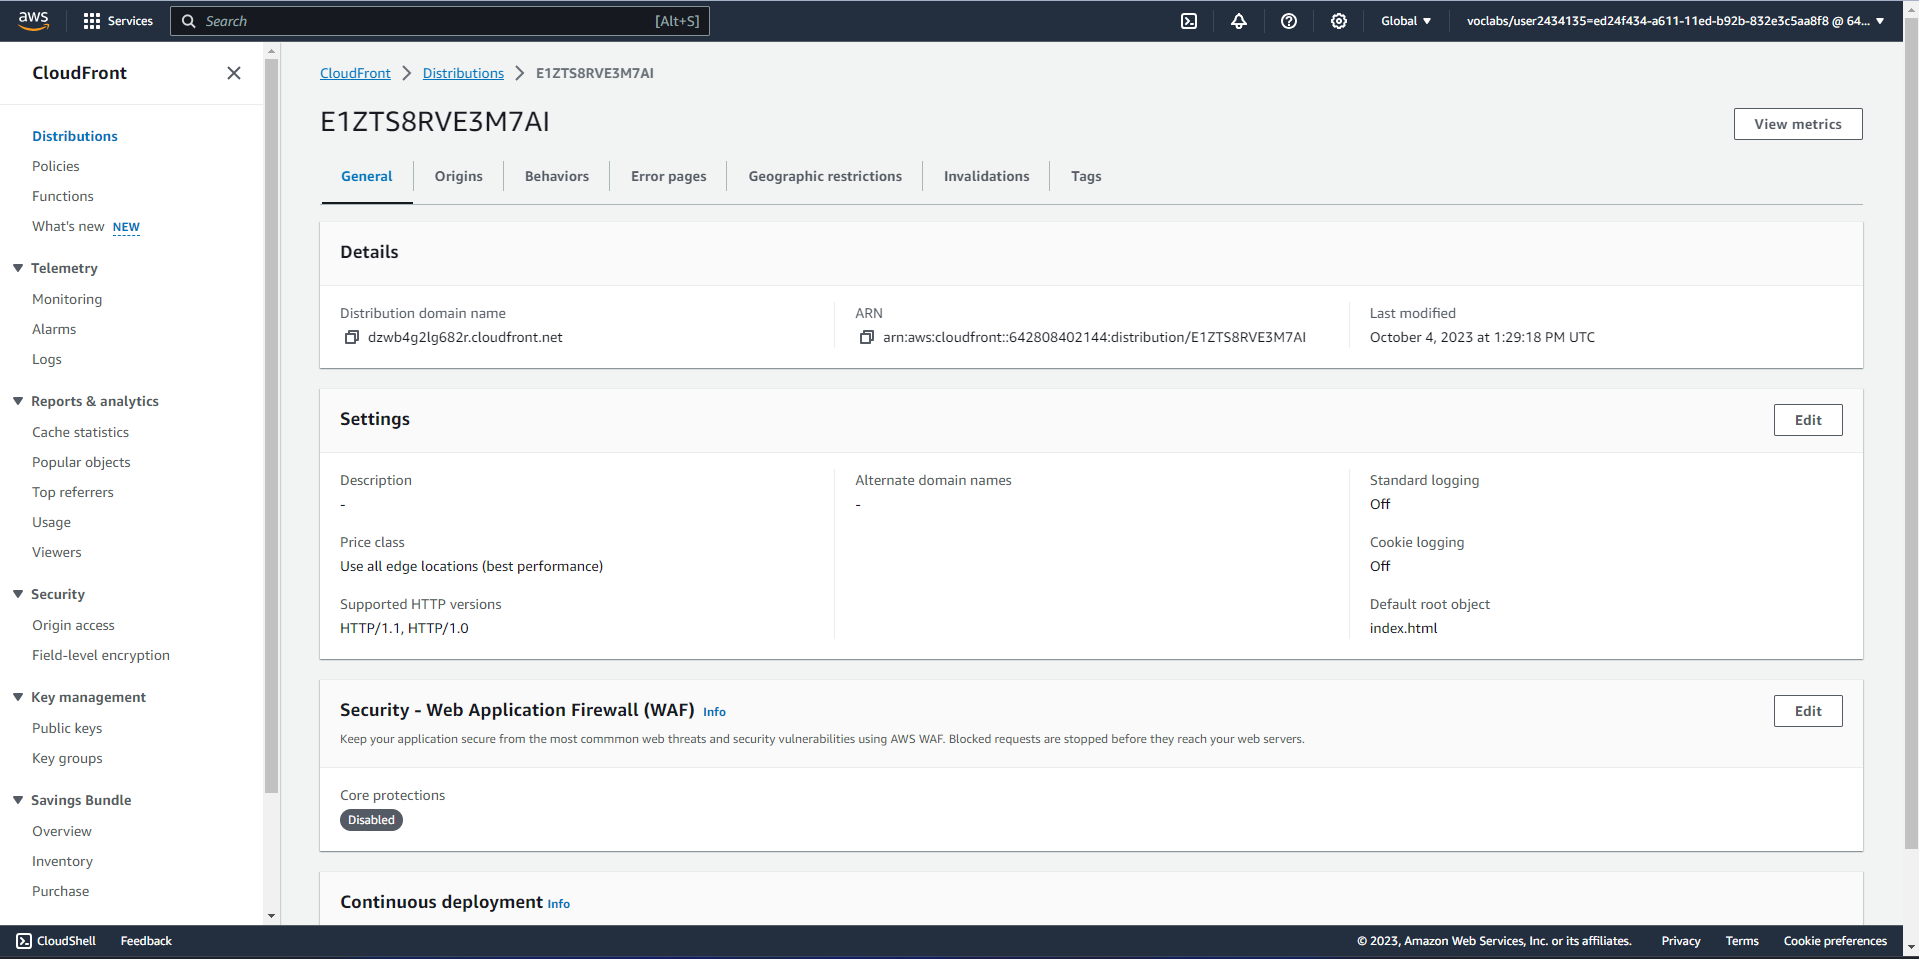 aws
Services
Search
[Alt+S]
Global
voclabs/user2434135=ed24f434-a611-11ed-b92b-832e3c5aa8f8 @ 64...
CloudFront
Distributions
Policies
Functions
What's new NEW
Telemetry
Monitoring
Alarms
Logs
Reports & analytics
Cache statistics
Popular objects
Top referrers
Usage
Viewers
Security
Origin access
Field-level encryption
Key management
Public keys
Key groups
Savings Bundle
Overview
Inventory
Purchase
CloudFront
Distributions
E1ZTS8RVE3M7AI
E1ZTS8RVE3M7AI
View metrics
General
Origins
Behaviors
Error pages
Geographic restrictions
Invalidations
Tags
Details
Distribution domain name
dzwb4g2lg682r.cloudfront.net
ARN
arn:aws:cloudfront::642808402144:distribution/E1ZTS8RVE3M7AI
Last modified
October 4, 2023 at 1:29:18 PM UTC
Settings
Edit
Description
-
Price class
Use all edge locations (best performance)
Supported HTTP versions
HTTP/1.1, HTTP/1.0
Alternate domain names
-
Standard logging
Off
Cookie logging
Off
Default root object
index.html
Security - Web Application Firewall (WAF) Info
Edit
Keep your application secure from the most commmon web threats and security vulnerabilities using AWS WAF. Blocked requests are stopped before they reach your web servers.
Core protections
Disabled
Continuous deployment Info
CloudShell
Feedback
© 2023, Amazon Web Services, Inc. or its affiliates.
Privacy
Terms
Cookie preferences